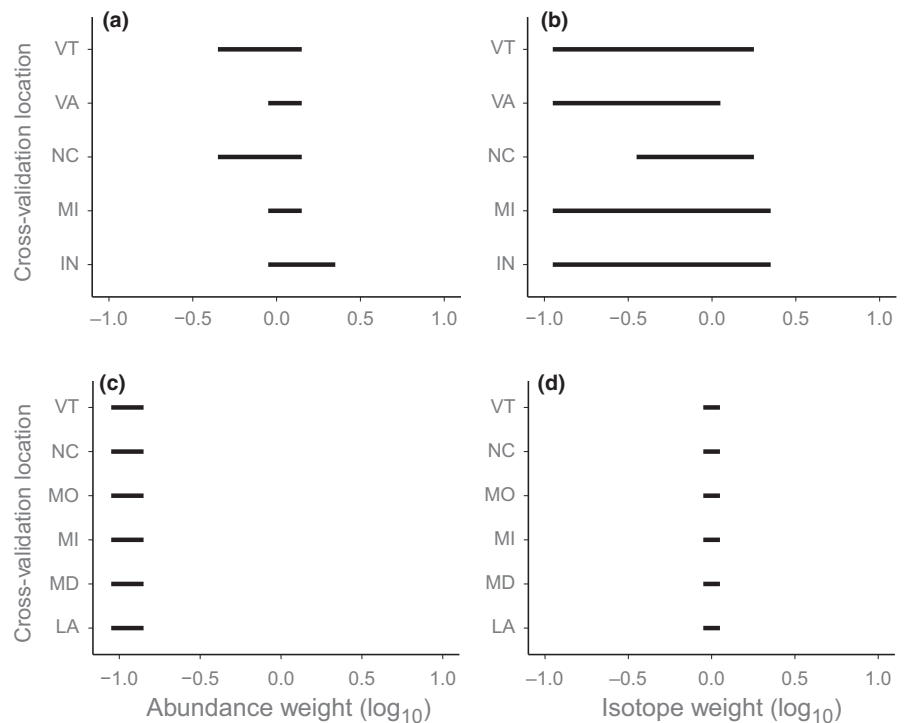 (a)
Cross-validation location
VT
VA
NC
MI
IN
−1.0 −0.5 0.0 0.5 1.0
(b)
VT
VA
NC
MI
IN
−1.0 −0.5 0.0 0.5 1.0
(c)
Cross-validation location
VT
NC
MO
MI
MD
LA
−1.0 0.0 0.5 1.0
Abundance weight (log10)
(d)
VT
NC
MO
MI
MD
LA
−1.0 −0.5 0.0 0.5 1.0
Isotope weight (log10)